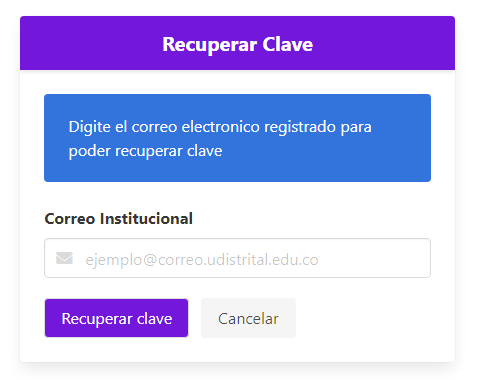 Recuperar Clave
Digite el correo electronico registrado para
poder recuperar clave
Correo Institucional
ejemplo@correo.udistrital.edu.co
Recuperar clave
Cancelar